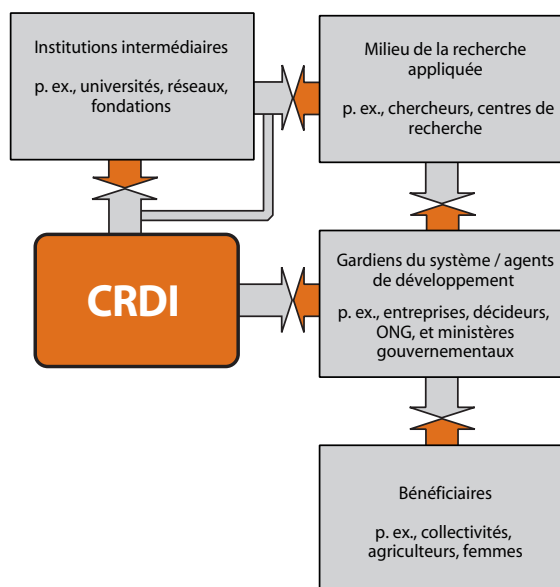 Institutions intermédiaires
p. ex., universités, réseaux,
fondations
Milieu de la recherche
appliquée
p. ex., chercheurs, centres de
recherche
CRDI
Gardiens du système / agents
de développement
p. ex., entreprises, décideurs,
ONG, et ministères
gouvernementaux
Bénéficiaires
p. ex., collectivités,
agriculteurs, femmes